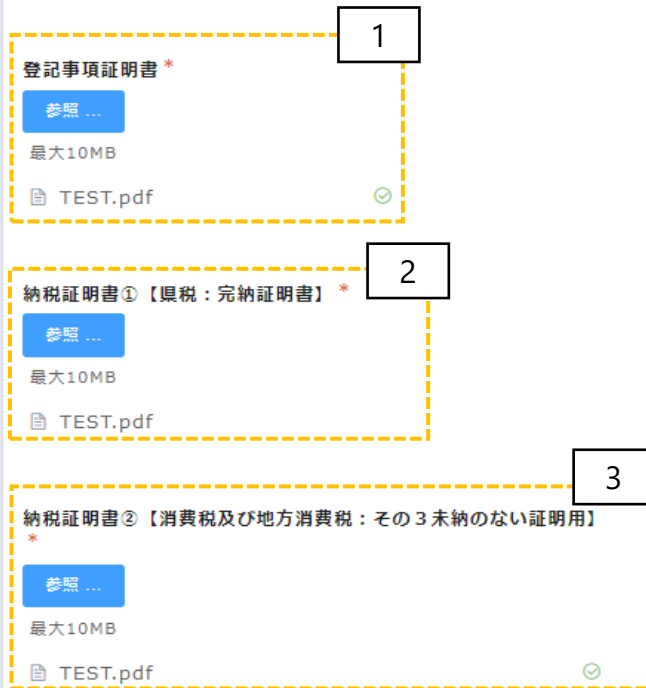 1
登記事項証明書 *
参照 ...
最大10MB
TEST.pdf
2
納税証明書①【県税：完納証明書】 *
参照 ...
最大10MB
TEST.pdf
3
納税証明書②【消費税及び地方消費税：その３未納のない証明用】
*
参照 ...
最大10MB
TEST.pdf